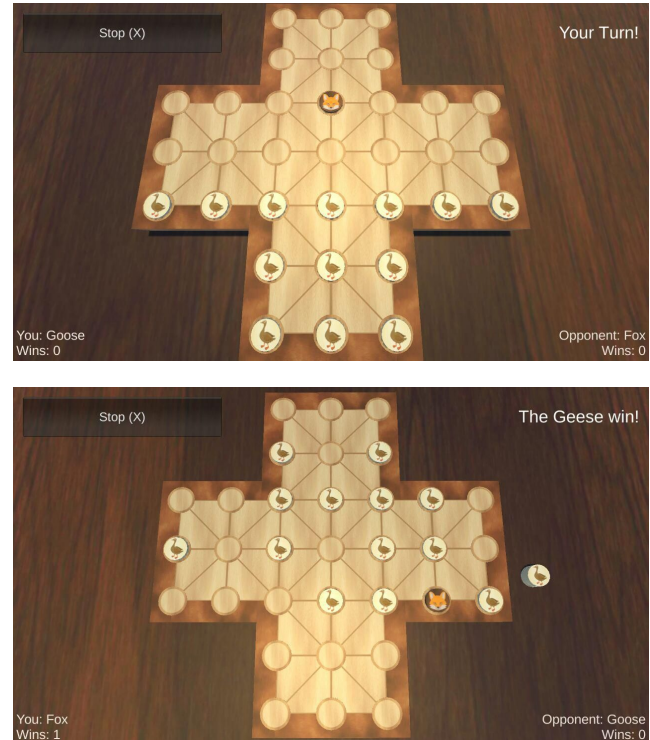 Stop (X)
Your Turn!
You: Goose
Wins: 0
Opponent: Fox
Wins: 0
Stop (X)
The Geese win!
You: Fox
Wins: 1
Opponent: Goose
Wins: 0